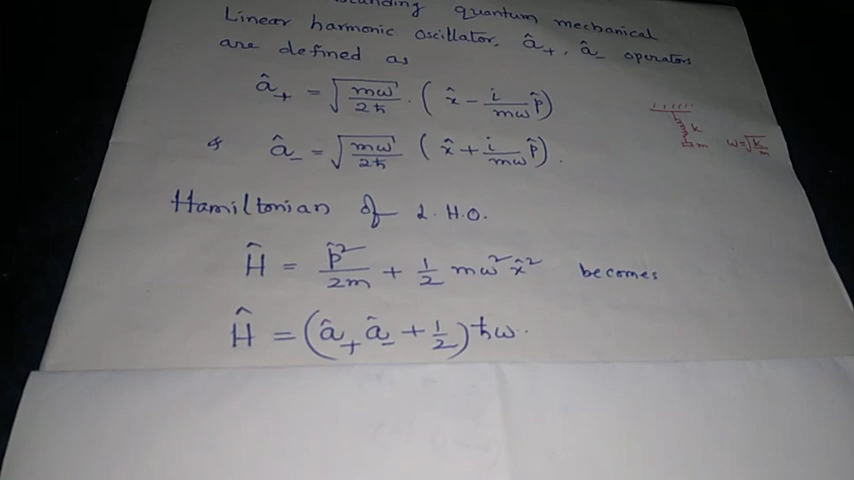 quantum mechanical
Linear harmonic oscillator, â₊, â₋ operators
are defined as
â₊ = √(mω/2ħ) · ( x̂ - i/mω p̂ )
& â₋ = √(mω/2ħ) ( x̂ + i/mω p̂ ).
k
m
ω = √(k/m)
Hamiltonian of L.H.O.
Ĥ = p̂²/2m + 1/2 mω² x̂² becomes
Ĥ = ( â₊ â₋ + 1/2 ) ħω.